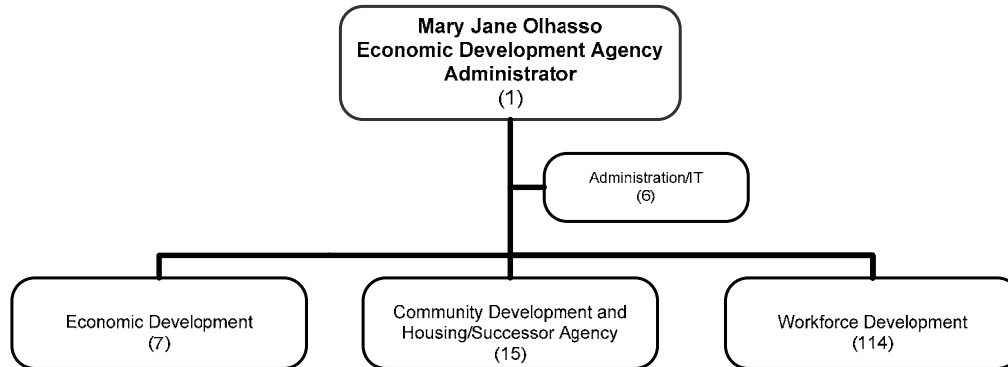 Mary Jane Olhasso
Economic Development Agency
Administrator
(1)
Administration/IT
(6)
Economic Development
(7)
Community Development and
Housing/Successor Agency
(15)
Workforce Development
(114)